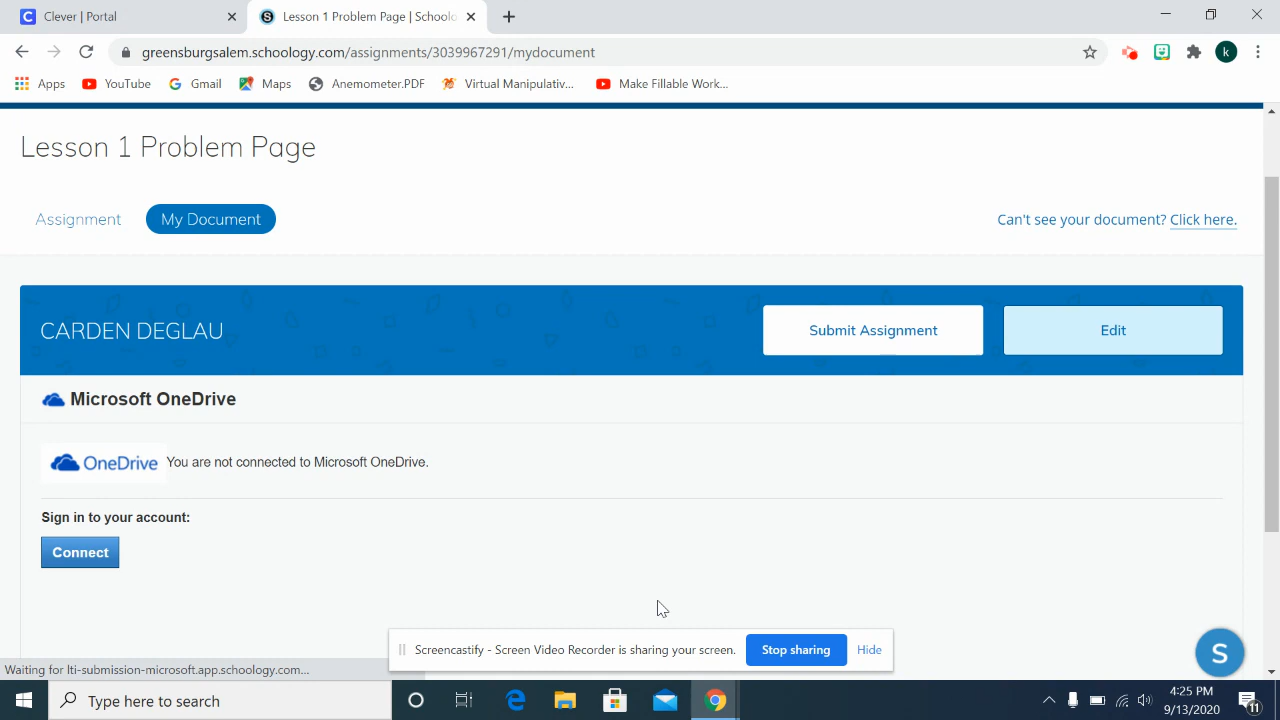 Clever | Portal
Lesson 1 Problem Page | Schoolo
greensburgsalem.schoology.com/assignments/3039967291/mydocument
k
Apps YouTube Gmail Maps Anemometer.PDF Virtual Manipulativ... Make Fillable Work...
Lesson 1 Problem Page
Assignment My Document Can't see your document? Click here.
CARDEN DEGLAU Submit Assignment Edit
Microsoft OneDrive
OneDrive You are not connected to Microsoft OneDrive.
Sign in to your account:
Connect
Screencastify - Screen Video Recorder is sharing your screen. Stop sharing Hide
S
Waiting for lti-submission-microsoft.app.schoology.com...
Type here to search
4:25 PM
9/13/2020
11